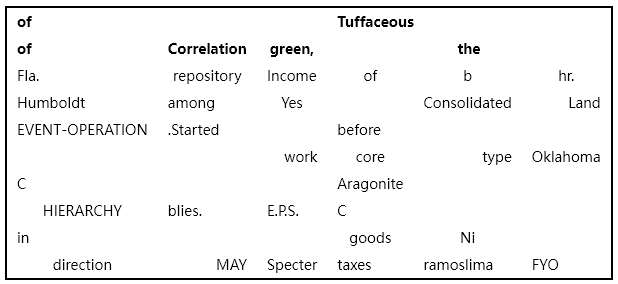 of Tuffaceous
of Correlation green, the
Fla. repository Income of b hr.
Humboldt among Yes Consolidated Land
EVENT-OPERATION .Started before
work core type Oklahoma
C Aragonite
HIERARCHY blies. E.P.S. C
in goods Ni
direction MAY Specter taxes ramoslima FYO